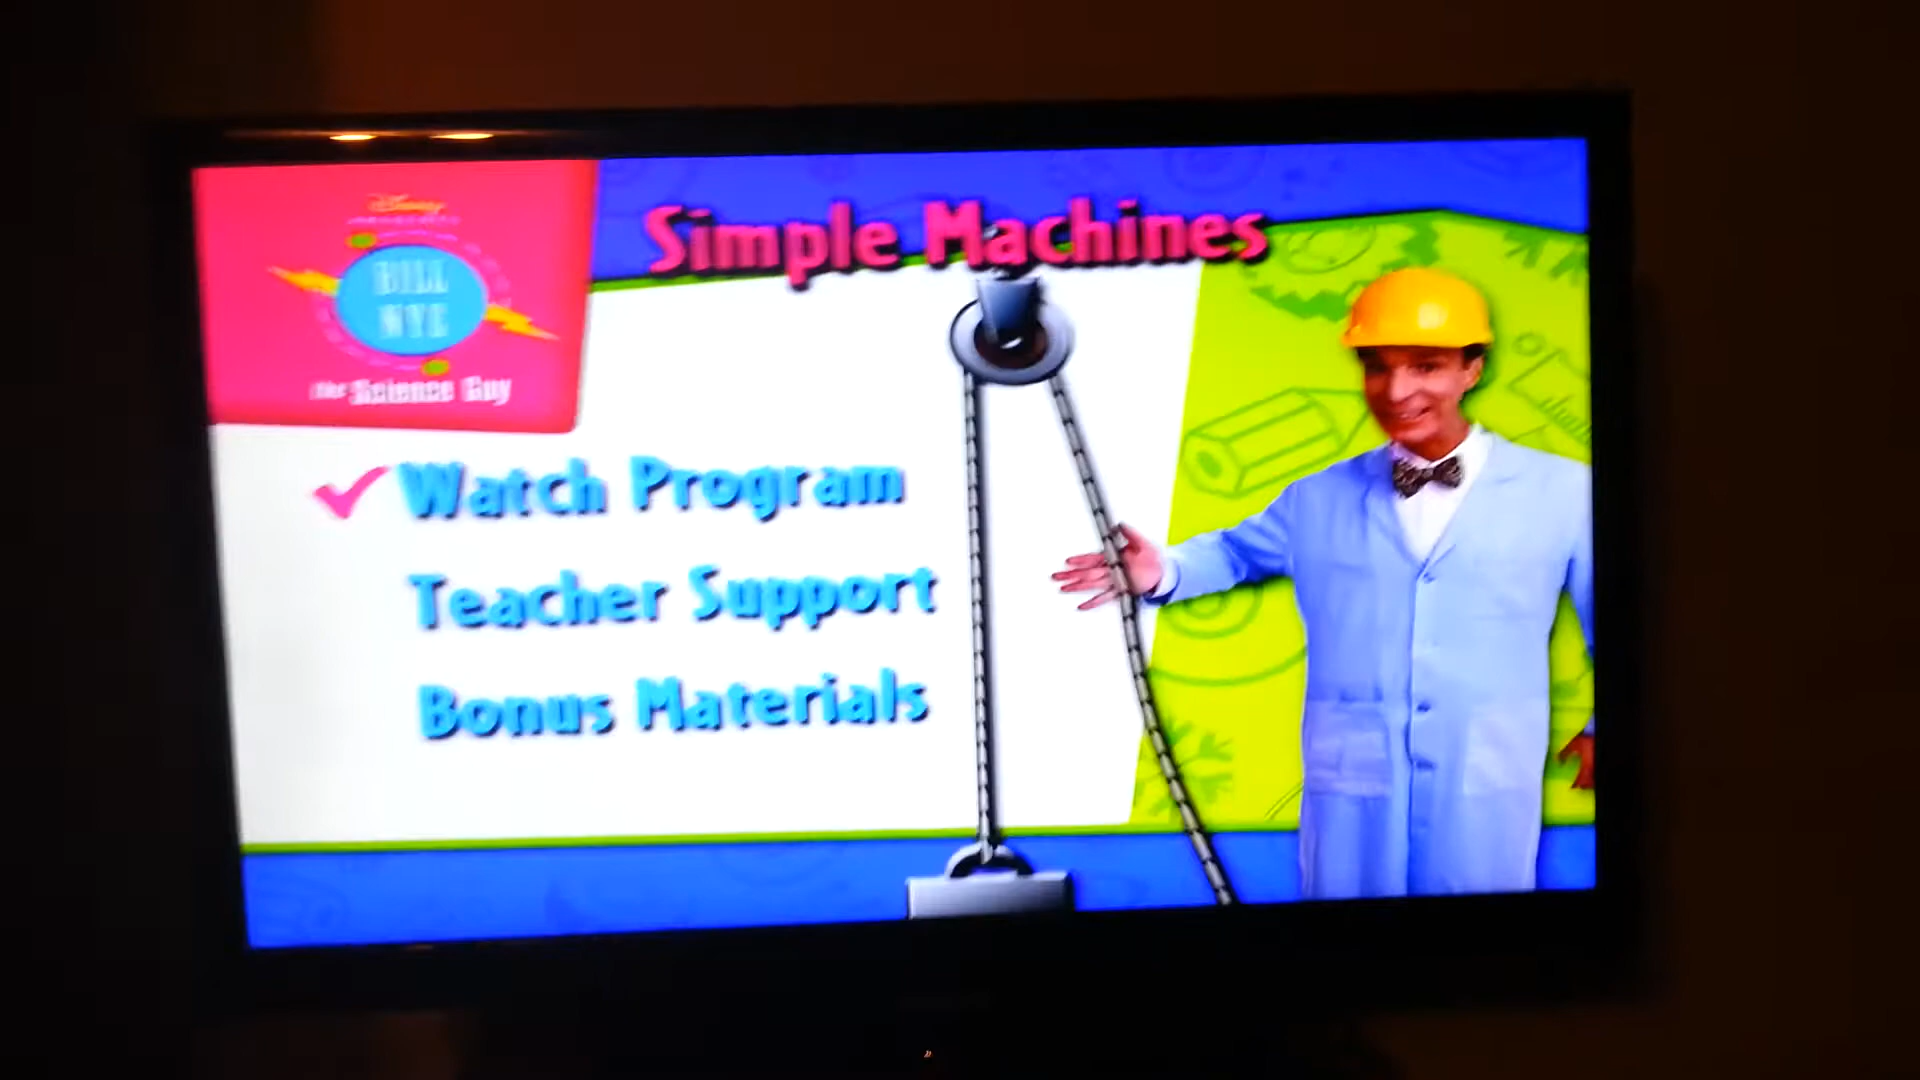 Disney
BILL
NYE
the Science Guy
Simple Machines
Watch Program
Teacher Support
Bonus Materials